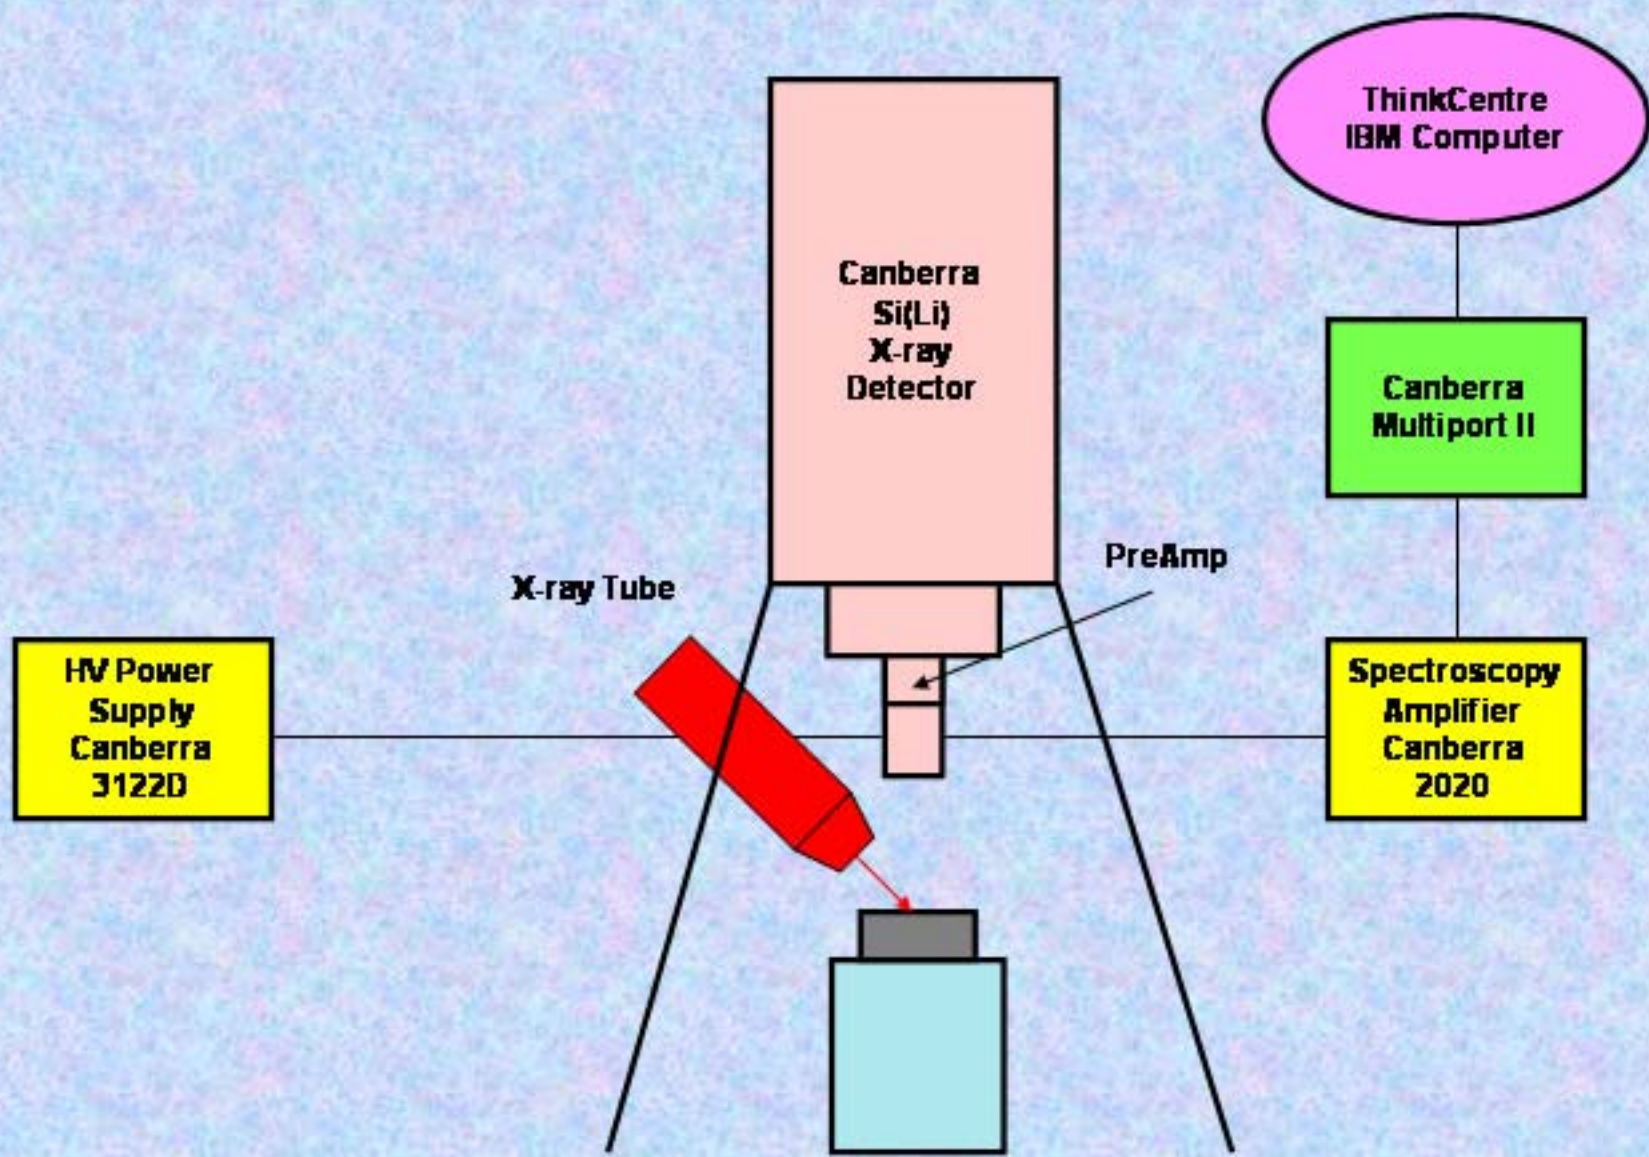 ThinkCentre
IBM Computer
Canberra
Si(Li)
X-ray
Detector
Canberra
Multiport II
PreAmp
X-ray Tube
HV Power
Supply
Canberra
3122D
Spectroscopy
Amplifier
Canberra
2020